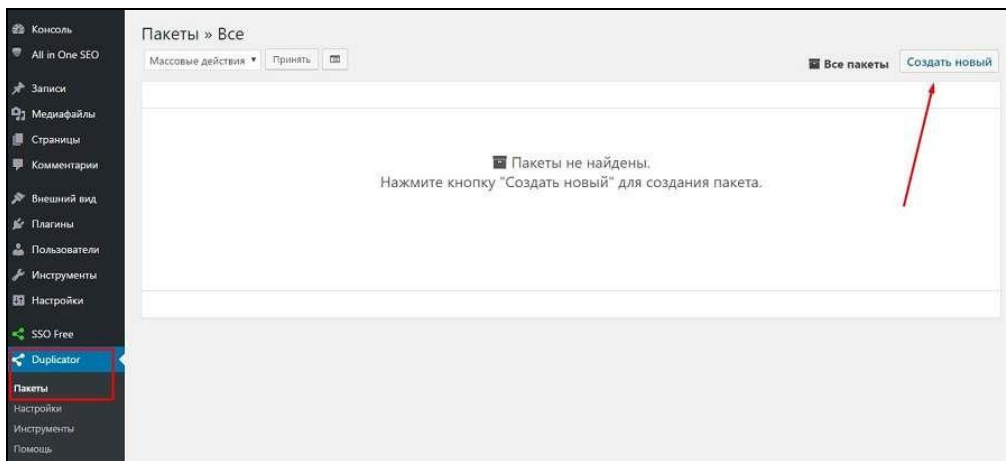 Консоль
All in One SEO
Записи
Медиафайлы
Страницы
Комментарии
Внешний вид
Плагины
Пользователи
Инструменты
Настройки
SSO Free
Duplicator
Пакеты
Настройки
Инструменты
Помощь
Пакеты » Все
Массовые действия Принять
Все пакеты Создать новый
Пакеты не найдены.
Нажмите кнопку "Создать новый" для создания пакета.